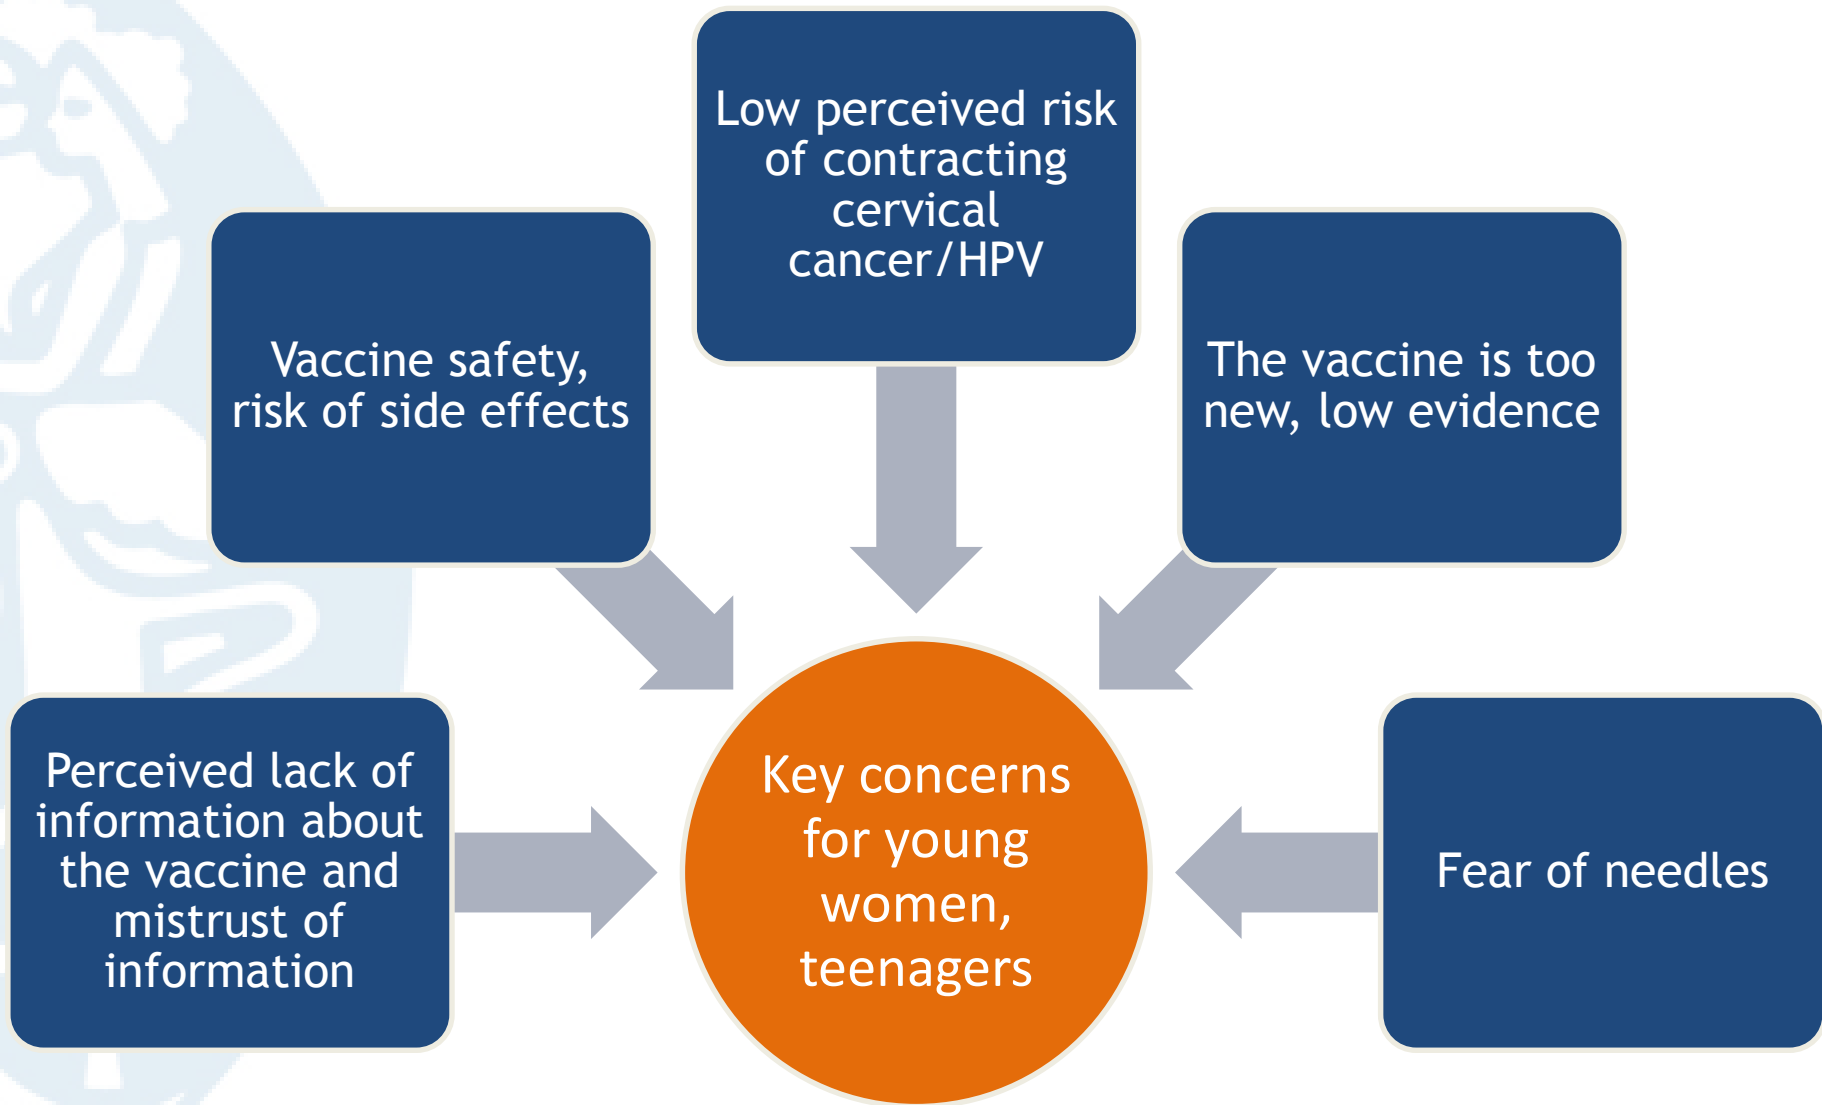 Low perceived risk
of contracting
cervical
cancer/HPV
Vaccine safety,
risk of side effects
The vaccine is too
new, low evidence
Perceived lack of
information about
the vaccine and
mistrust of
information
Key concerns
for young
women,
teenagers
Fear of needles